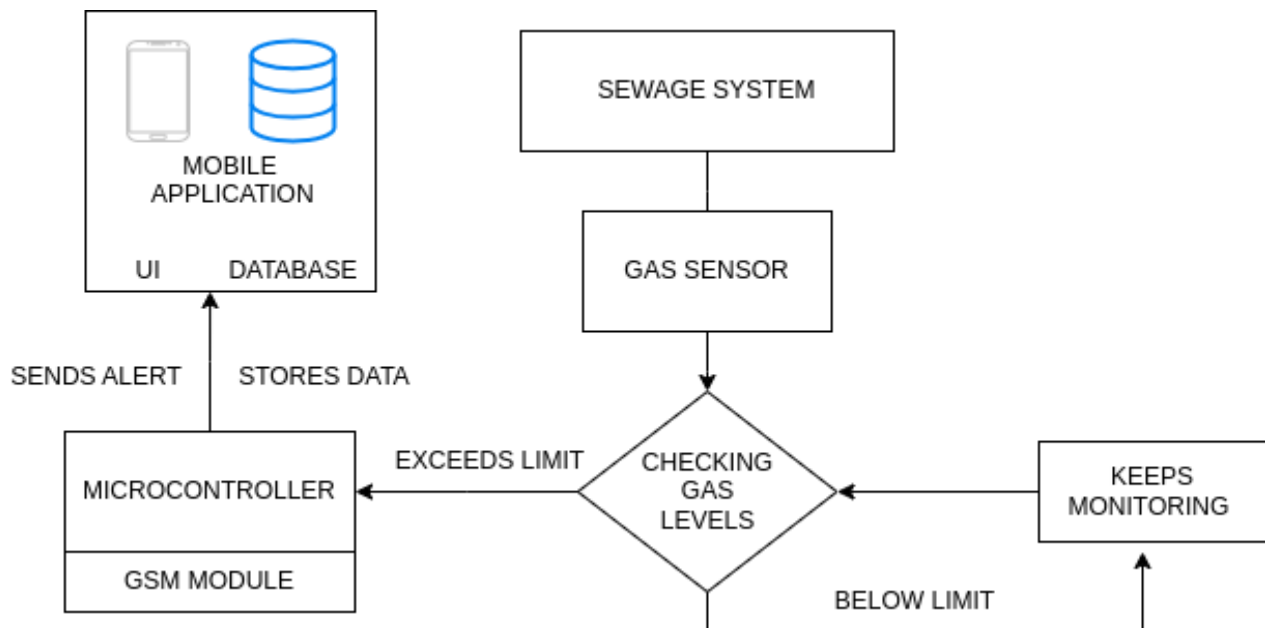 MOBILE
APPLICATION
UI
DATABASE
SEWAGE SYSTEM
GAS SENSOR
SENDS ALERT
STORES DATA
EXCEEDS LIMIT
CHECKING
GAS
LEVELS
MICROCONTROLLER
GSM MODULE
KEEPS
MONITORING
BELOW LIMIT